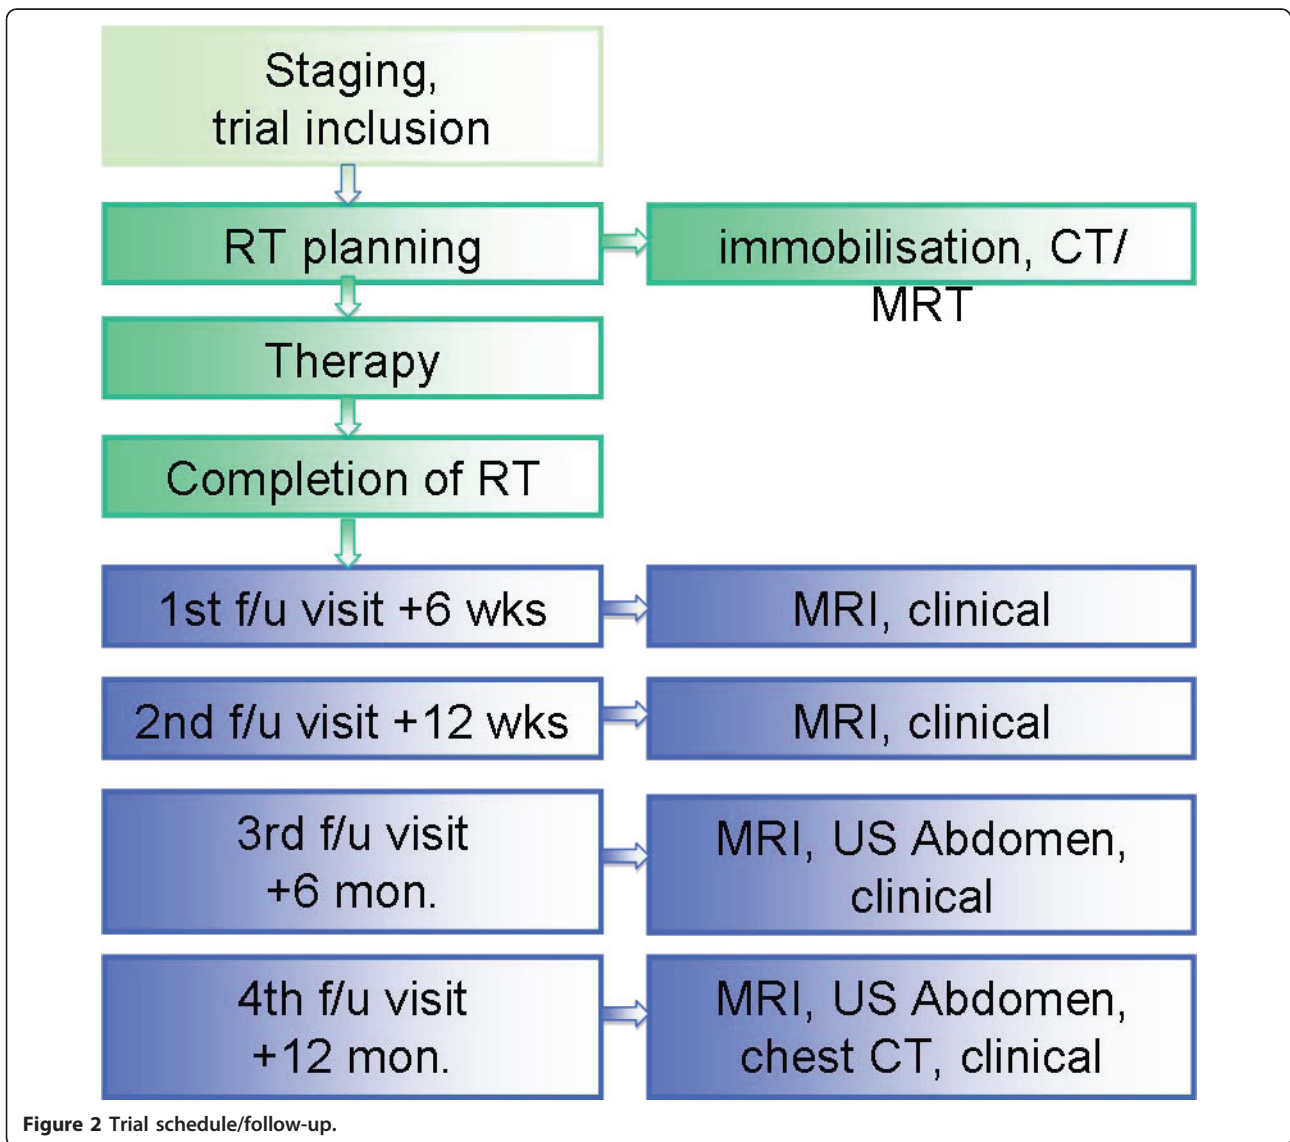 Staging,
trial inclusion
RT planning
immobilisation, CT/
MRT
Therapy
Completion of RT
1st f/u visit +6 wks
MRI, clinical
2nd f/u visit +12 wks
MRI, clinical
3rd f/u visit
+6 mon.
MRI, US Abdomen,
clinical
4th f/u visit
+12 mon.
MRI, US Abdomen,
chest CT, clinical
Figure 2 Trial schedule/follow-up.